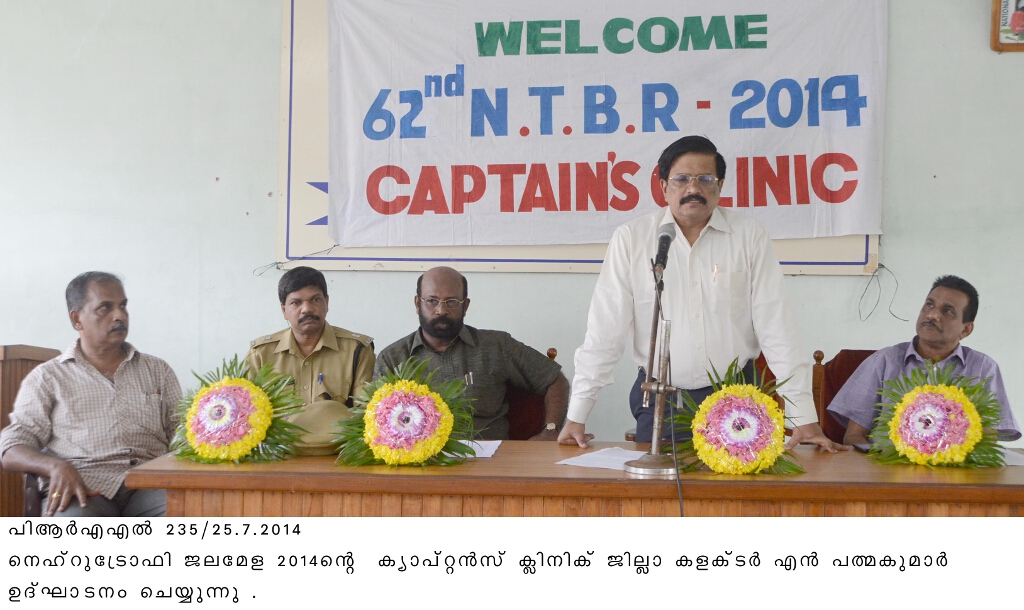 WELCOME
62nd N.T.B.R - 2014
CAPTAIN'S CLINIC
പിആർഎഎൽ 235/25.7.2014
നെഹ്റുട്രോഫി ജലമേള 2014ന്റെ ക്യാപ്റ്റൻസ് ക്ലിനിക് ജില്ലാ കളക്ടർ എൻ പത്മകുമാർ
ഉദ്ഘാടനം ചെയ്യുന്നു .